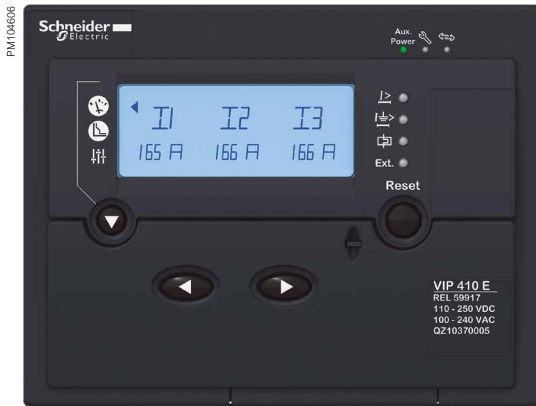 PM104606
Schneider
Electric
Aux.
Power
I1 I2 I3
165 A 166 A 166 A
I>
I>
Ext.
Reset
VIP 410 E
REL 59917
110 - 250 VDC
100 - 240 VAC
QZ10370005